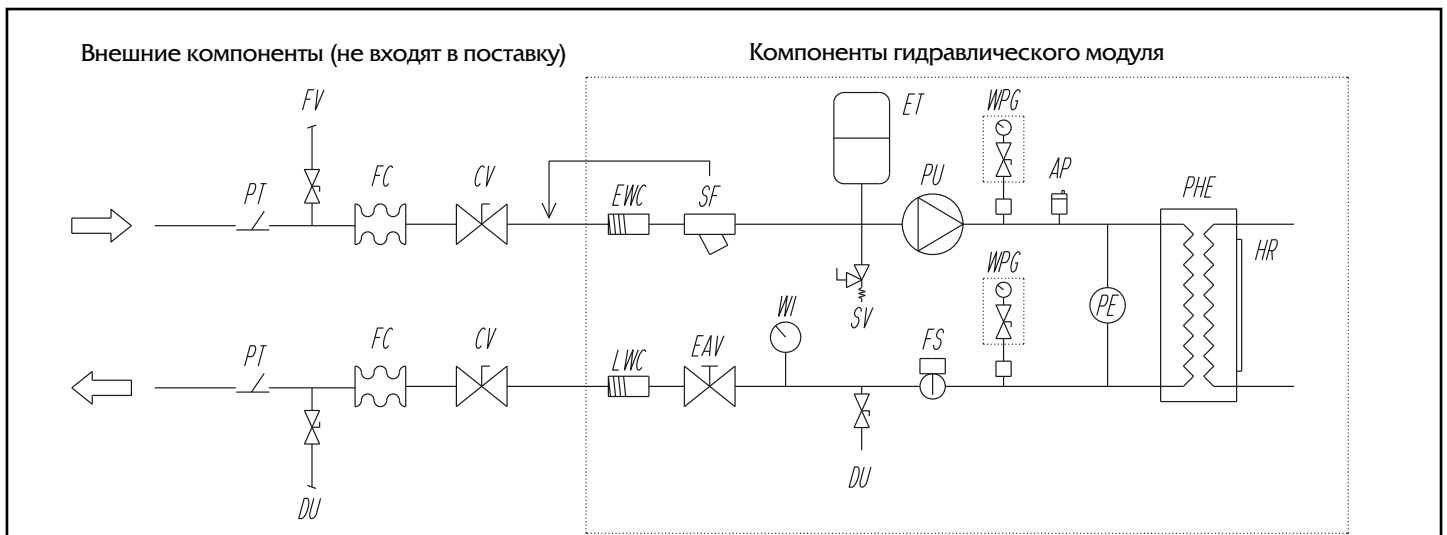 Внешние компоненты (не входят в поставку)
Компоненты гидравлического модуля
FV
ET
WPG
PT
FC
CV
EWC
SF
PU
AP
PHE
HR
SV
WPG
PE
PT
FC
CV
LWC
EAV
WI
FS
DU
DU